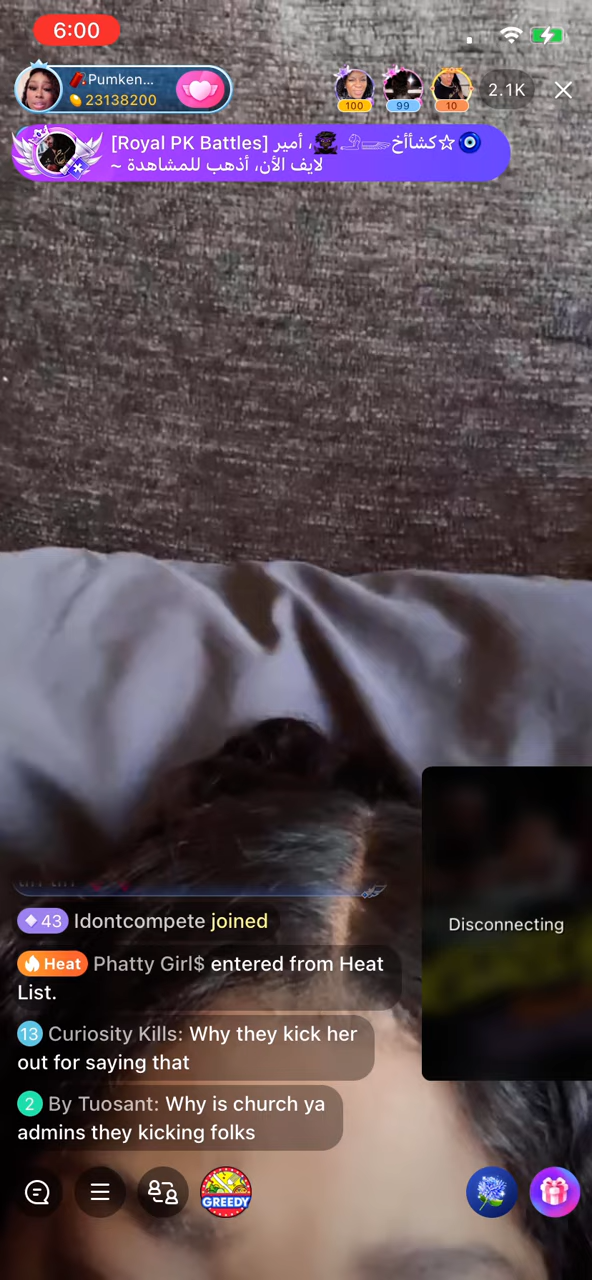 6:00
Pumken...
23138200
100
99
10
2.1K
[Royal PK Battles] كشأأخ☆ ،أمير
لايف الأن، أذهب للمشاهدة ~
43 Idontcompete joined
Heat Phatty Girl$ entered from Heat
List.
13 Curiosity Kills: Why they kick her
out for saying that
2 By Tuosant: Why is church ya
admins they kicking folks
Disconnecting
GREEDY